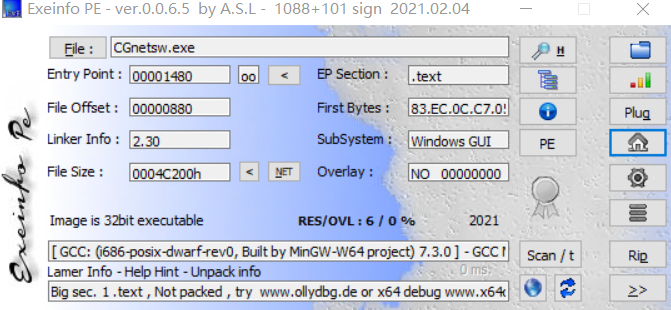 Exeinfo PE - ver.0.0.6.5 by A.S.L - 1088+101 sign 2021.02.04
File : CGnetsw.exe H
Entry Point : 00001480 oo < EP Section : .text
File Offset : 00000880 First Bytes : 83.EC.0C.C7.0 Plug
Linker Info : 2.30 SubSystem : Windows GUI PE
File Size : 0004C200h < NET Overlay : NO 00000000
Image is 32bit executable RES/OVL : 6 / 0 % 2021
Exeinfo Pe
[ GCC: (i686-posix-dwarf-rev0, Built by MinGW-W64 project) 7.3.0 ] - GCC Scan / t Rip
Lamer Info - Help Hint - Unpack info 0 ms.
Big sec. 1 .text , Not packed , try www.ollydbg.de or x64 debug www.x64 >>